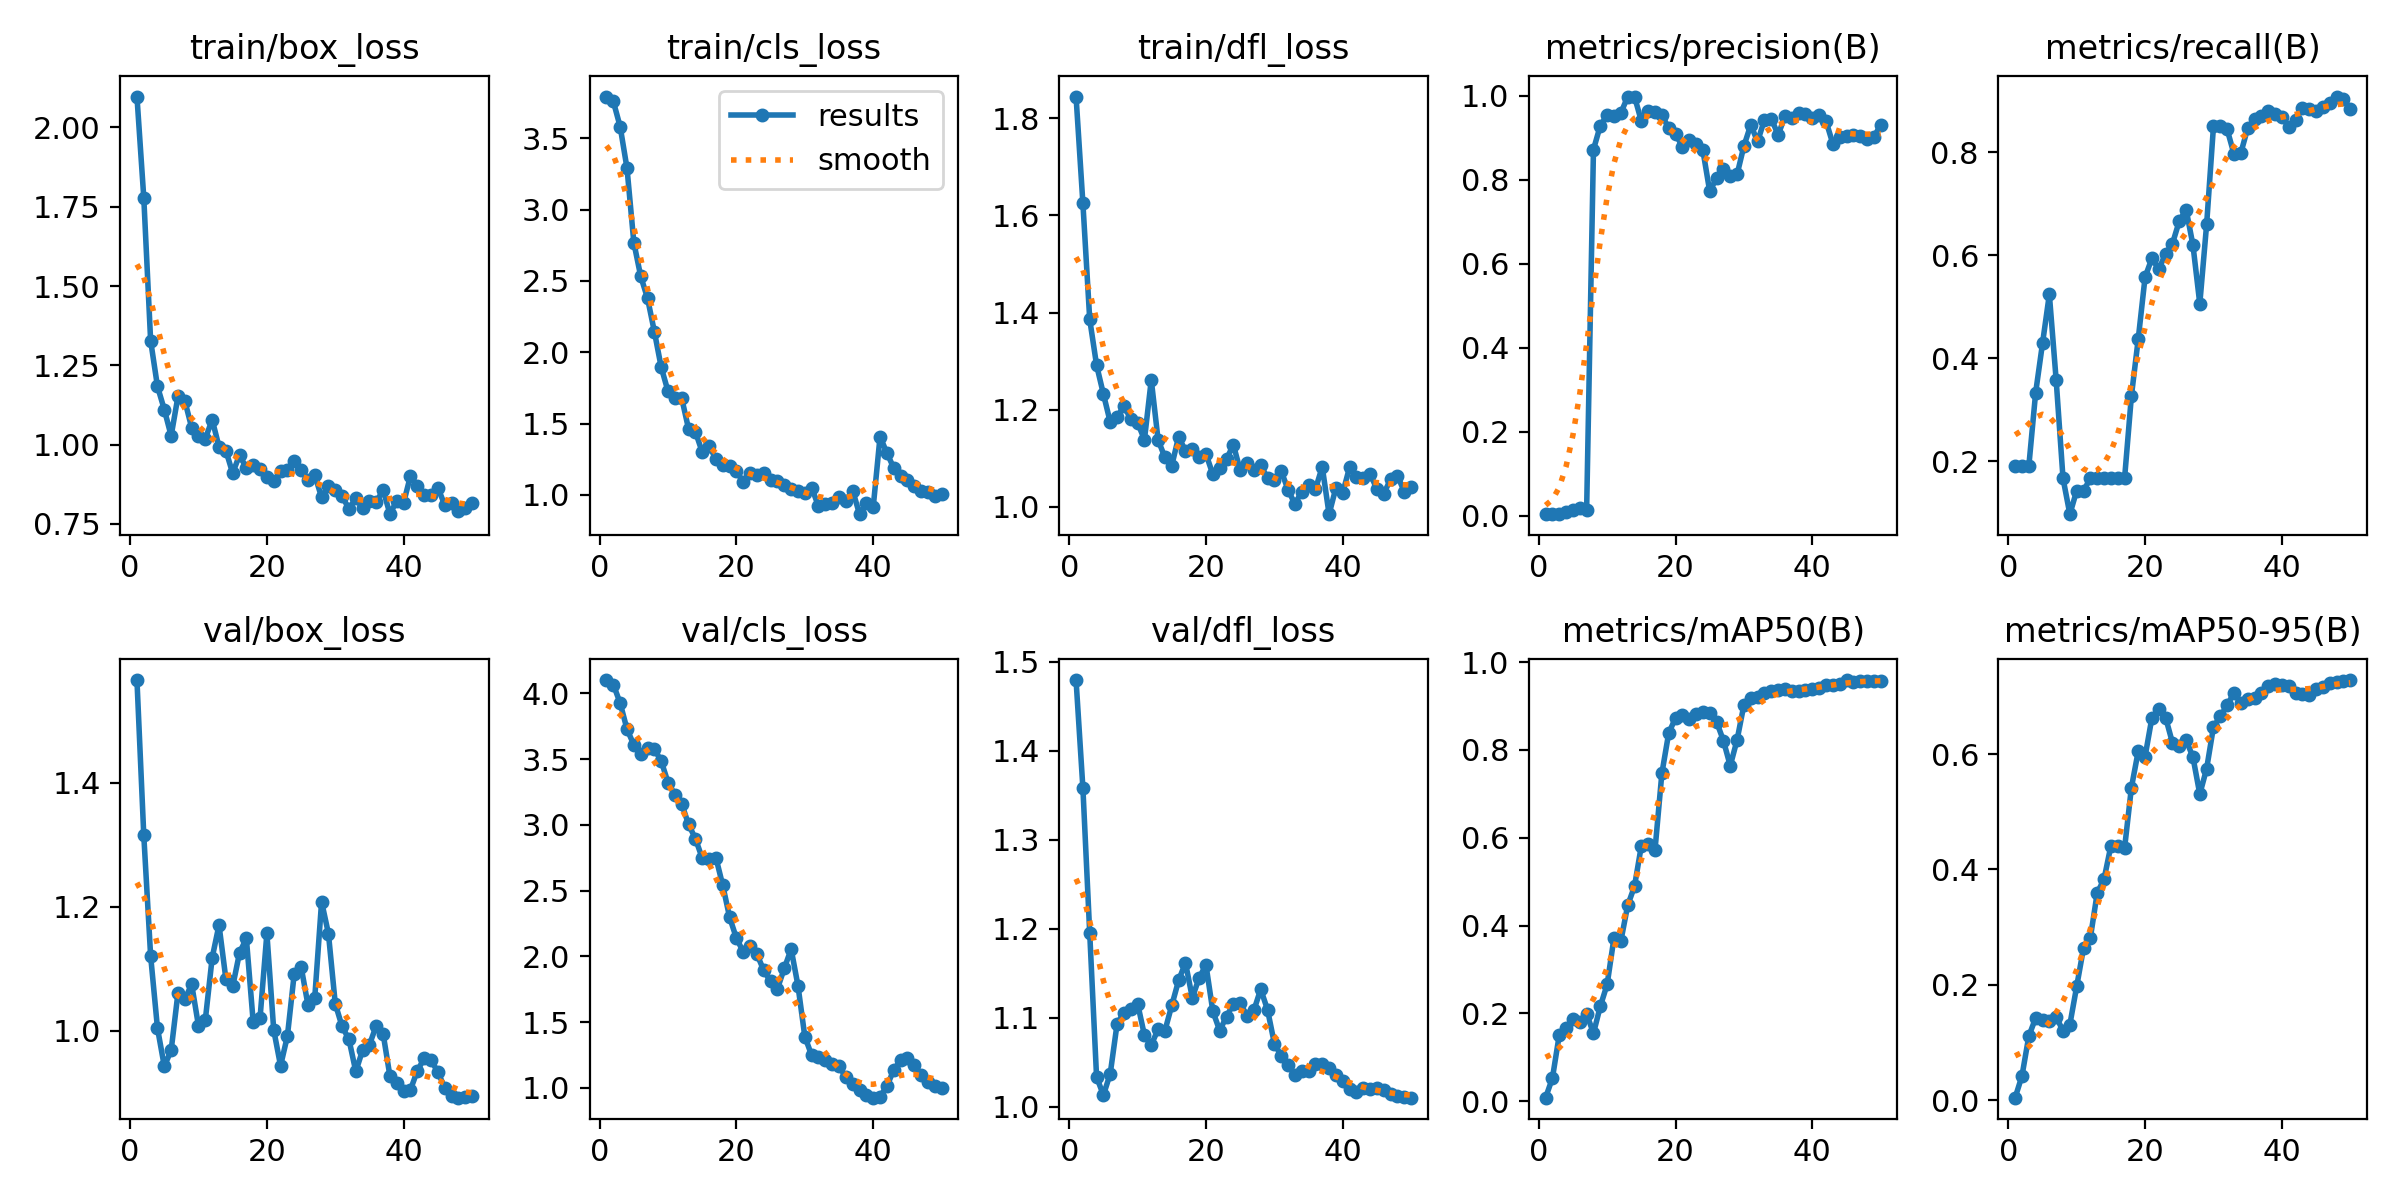 train/box_loss
2.00
1.75
1.50
1.25
1.00
0.75
0 20 40
train/cls_loss
results
smooth
3.5
3.0
2.5
2.0
1.5
1.0
0 20 40
train/dfl_loss
1.8
1.6
1.4
1.2
1.0
0 20 40
metrics/precision(B)
1.0
0.8
0.6
0.4
0.2
0.0
0 20 40
metrics/recall(B)
0.8
0.6
0.4
0.2
0 20 40
val/box_loss
1.4
1.2
1.0
0 20 40
val/cls_loss
4.0
3.5
3.0
2.5
2.0
1.5
1.0
0 20 40
val/dfl_loss
1.5
1.4
1.3
1.2
1.1
1.0
0 20 40
metrics/mAP50(B)
1.0
0.8
0.6
0.4
0.2
0.0
0 20 40
metrics/mAP50-95(B)
0.6
0.4
0.2
0.0
0 20 40